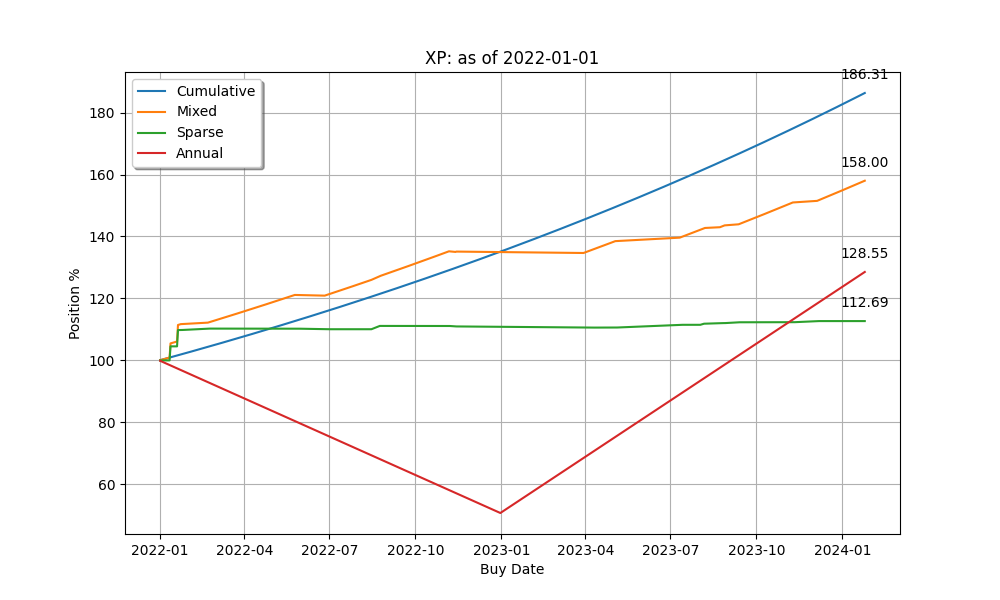 XP: as of 2022-01-01
Cumulative
Mixed
Sparse
Annual
186.31
158.00
128.55
112.69
180
160
140
120
100
80
60
Position %
2022-01 2022-04 2022-07 2022-10 2023-01 2023-04 2023-07 2023-10 2024-01
Buy Date